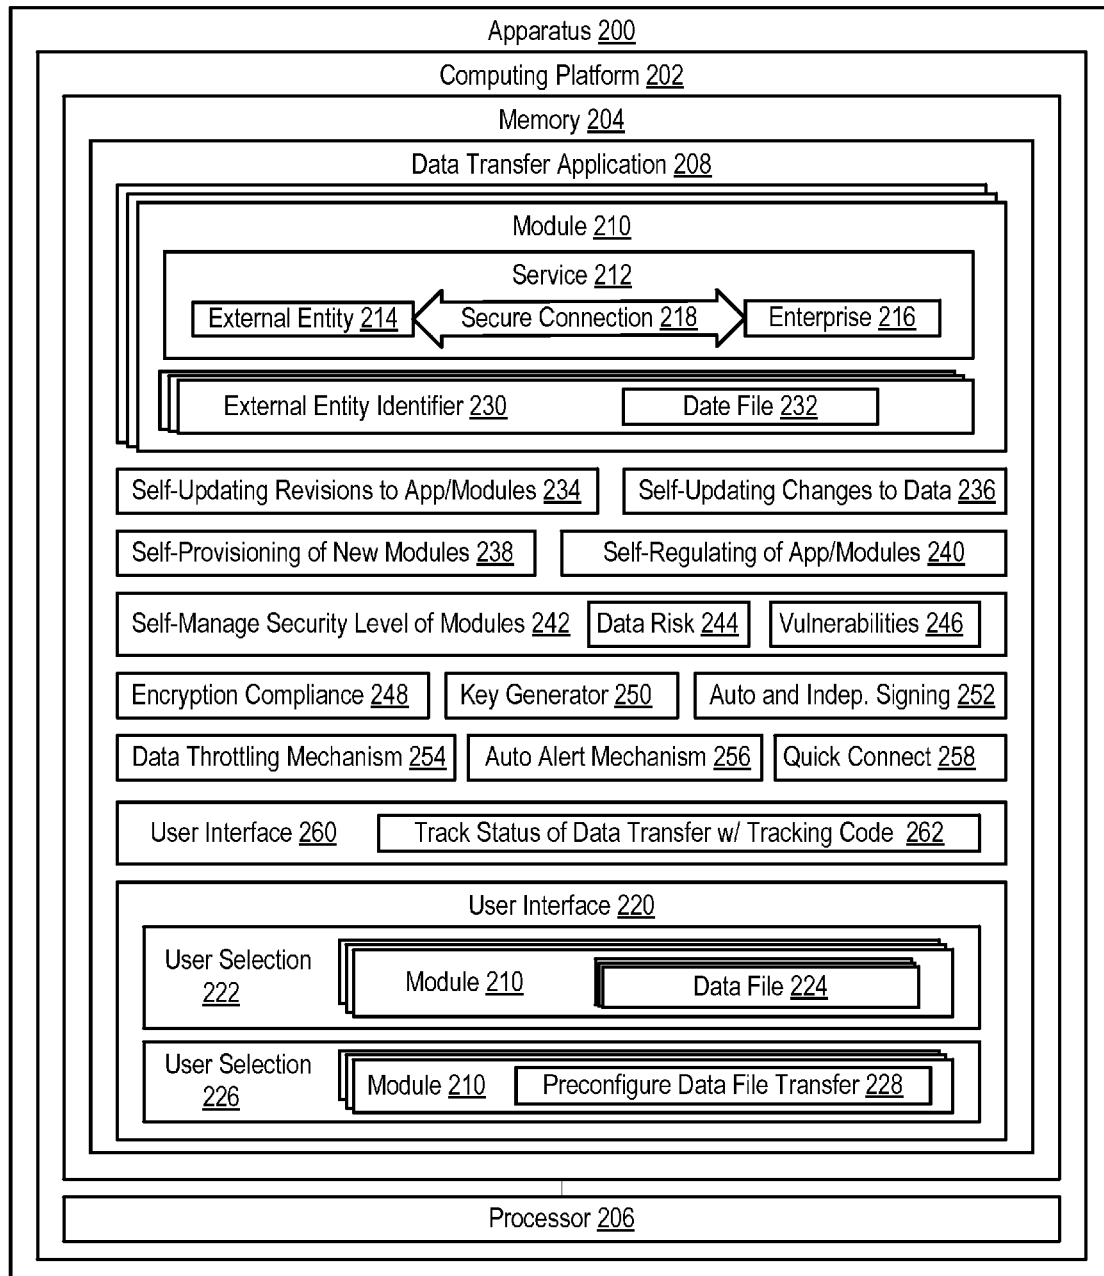 Apparatus 200
Computing Platform 202
Memory 204
Data Transfer Application 208
Module 210
Service 212
External Entity 214
Secure Connection 218
Enterprise 216
External Entity Identifier 230
Date File 232
Self-Updating Revisions to App/Modules 234
Self-Updating Changes to Data 236
Self-Provisioning of New Modules 238
Self-Regulating of App/Modules 240
Self-Manage Security Level of Modules 242
Data Risk 244
Vulnerabilities 246
Encryption Compliance 248
Key Generator 250
Auto and Indep. Signing 252
Data Throttling Mechanism 254
Auto Alert Mechanism 256
Quick Connect 258
User Interface 260
Track Status of Data Transfer w/ Tracking Code 262
User Interface 220
User Selection
222
Module 210
Data File 224
User Selection
226
Module 210
Preconfigure Data File Transfer 228
Processor 206